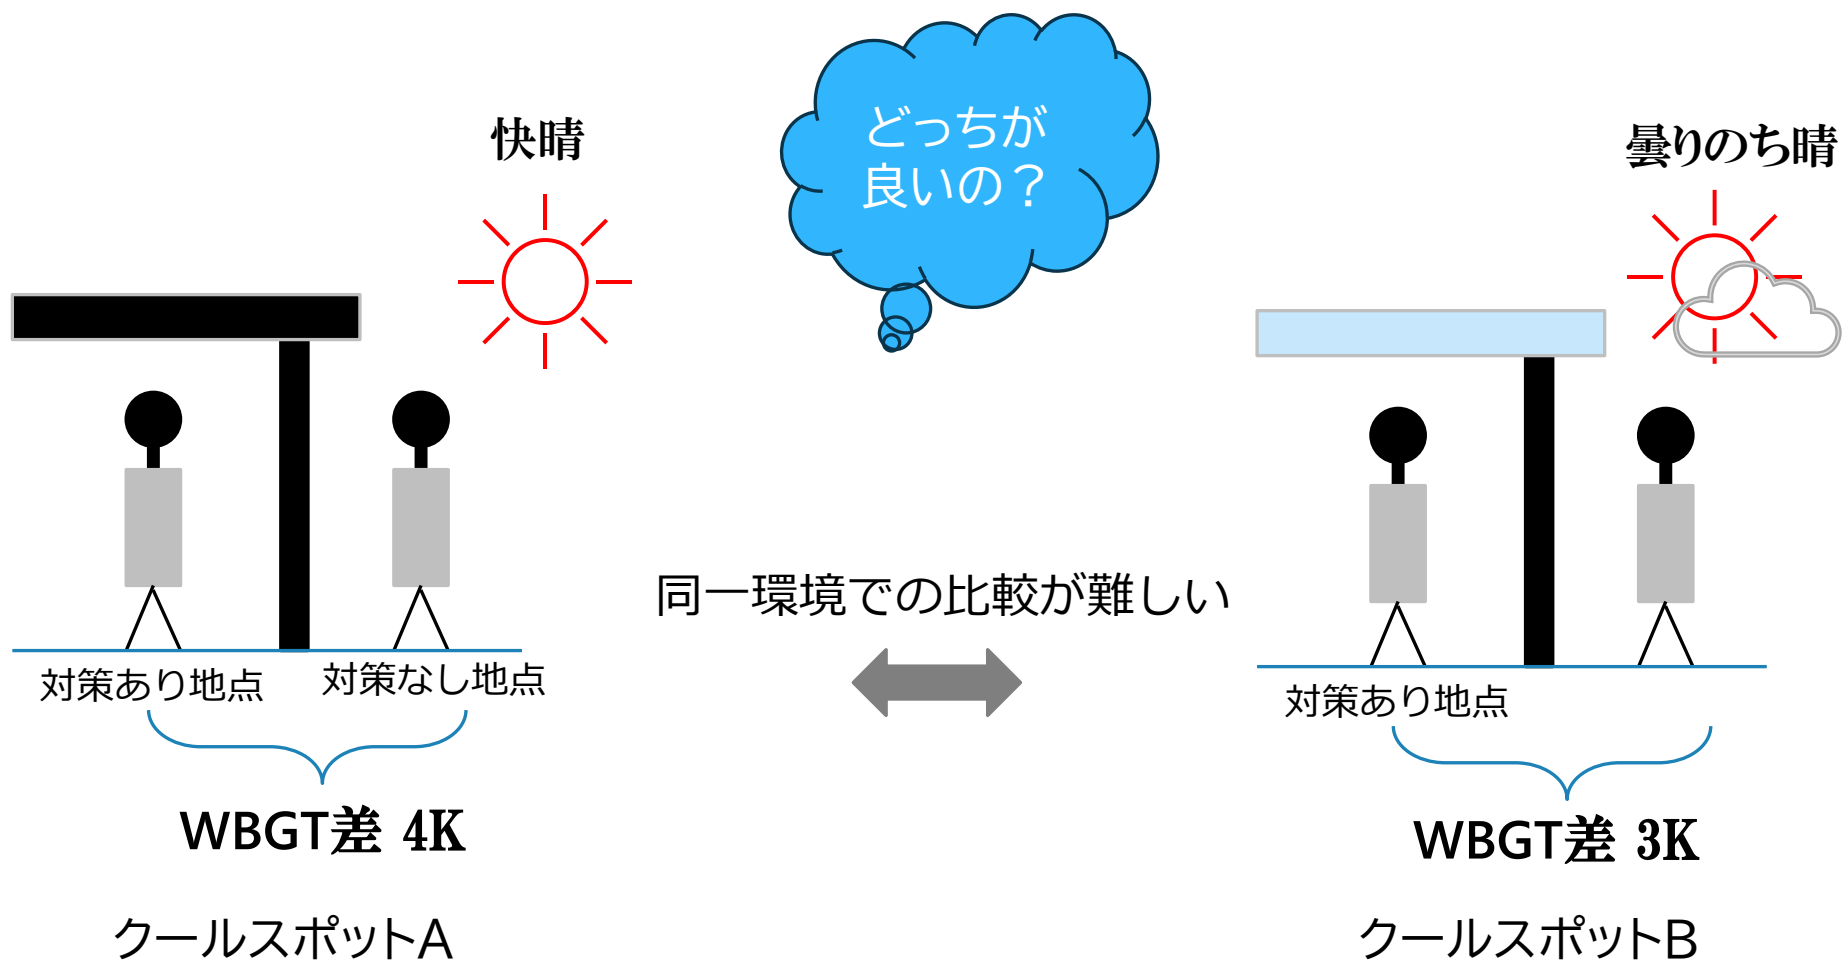 快晴
どっちが
良いの？
曇りのち晴
同一環境での比較が難しい
対策あり地点
対策なし地点
対策あり地点
WBGT差 4K
WBGT差 3K
クールスポットA
クールスポットB